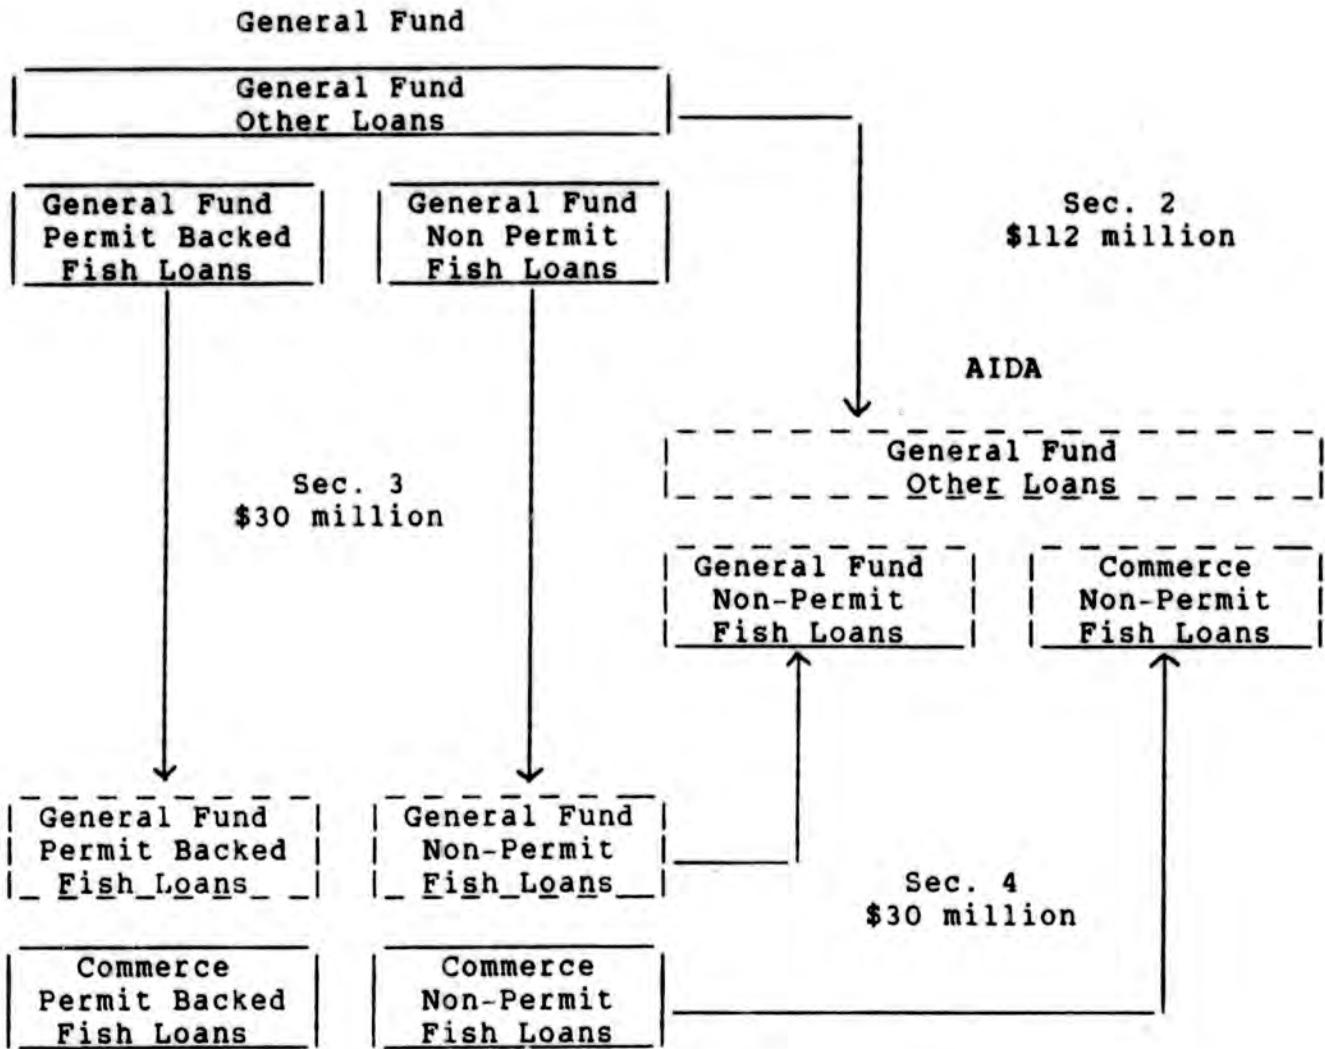 General Fund
General Fund
Other Loans
General Fund
Permit Backed
Fish Loans
General Fund
Non Permit
Fish Loans
Sec. 2
$112 million
AIDA
General Fund
Other Loans
Sec. 3
$30 million
General Fund
Non-Permit
Fish Loans
Commerce
Non-Permit
Fish Loans
General Fund
Permit Backed
Fish Loans
General Fund
Non-Permit
Fish Loans
Sec. 4
$30 million
Commerce
Permit Backed
Fish Loans
Commerce
Non-Permit
Fish Loans